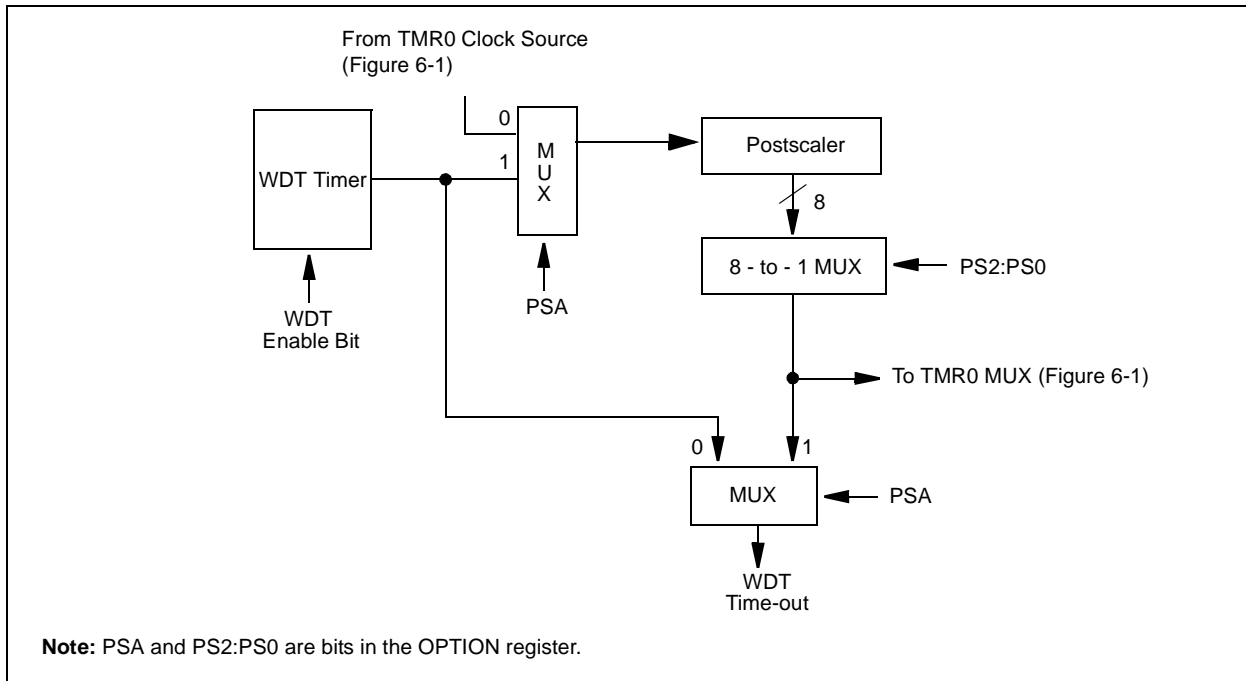 From TMR0 Clock Source
(Figure 6-1)
0
1
M
U
X
WDT Timer
Postscaler
8
8 - to - 1 MUX
PS2:PS0
PSA
WDT
Enable Bit
To TMR0 MUX (Figure 6-1)
0
1
MUX
PSA
WDT
Time-out
Note: PSA and PS2:PS0 are bits in the OPTION register.